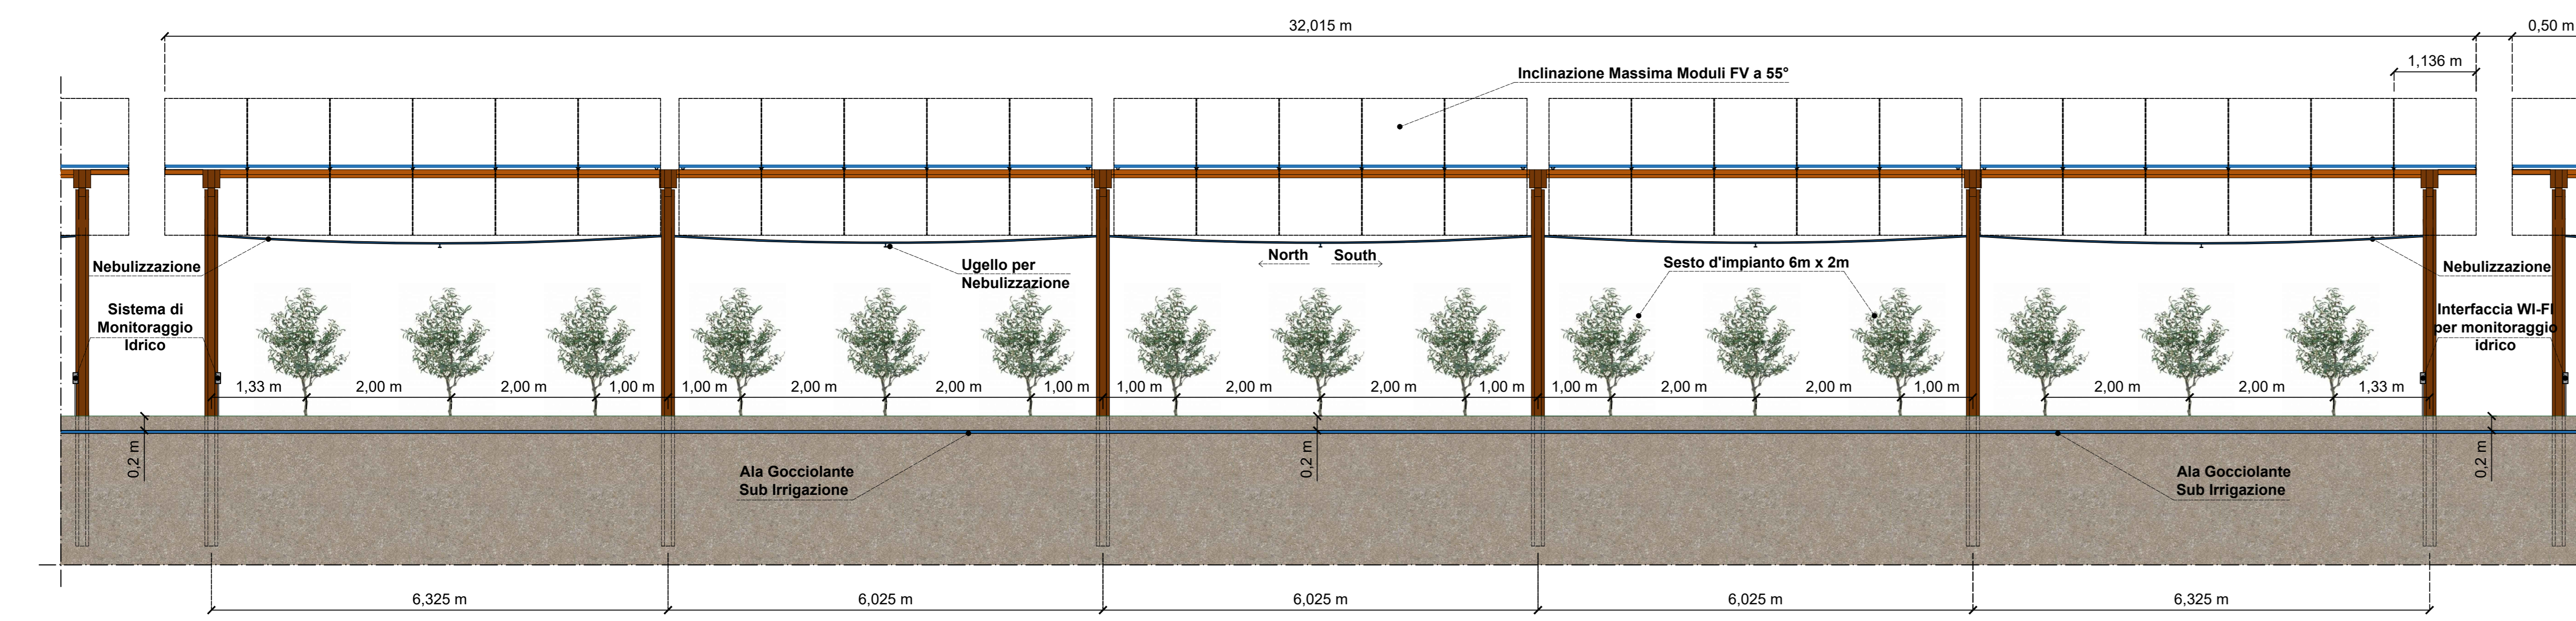 32,015 m
0,50 m
Inclinazione Massima Moduli FV a 55°
1,136 m
Nebulizzazione
Ugello per
Nebulizzazione
North
South
Sesto d'impianto 6m x 2m
Nebulizzazione
Sistema di
Monitoraggio
Idrico
Interfaccia WI-FI
per monitoraggio
idrico
1,33 m
2,00 m
2,00 m
1,00 m
1,00 m
2,00 m
2,00 m
1,00 m
1,00 m
2,00 m
2,00 m
1,00 m
1,00 m
2,00 m
2,00 m
1,00 m
2,00 m
2,00 m
1,33 m
0,2 m
0,2 m
0,2 m
Ala Gocciolante
Sub Irrigazione
Ala Gocciolante
Sub Irrigazione
6,325 m
6,025 m
6,025 m
6,025 m
6,325 m